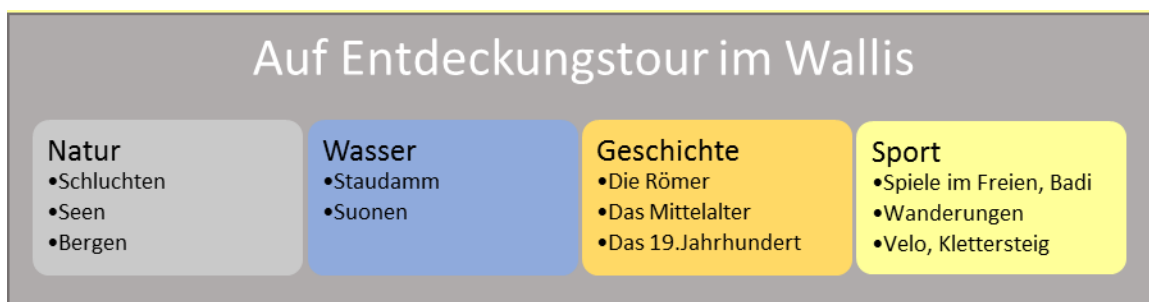 Auf Entdeckungstour im Wallis
Natur
•Schluchten
•Seen
•Bergen
Wasser
•Staudamm
•Suonen
Geschichte
•Die Römer
•Das Mittelalter
•Das 19.Jahrhundert
Sport
•Spiele im Freien, Badi
•Wanderungen
•Velo, Klettersteig